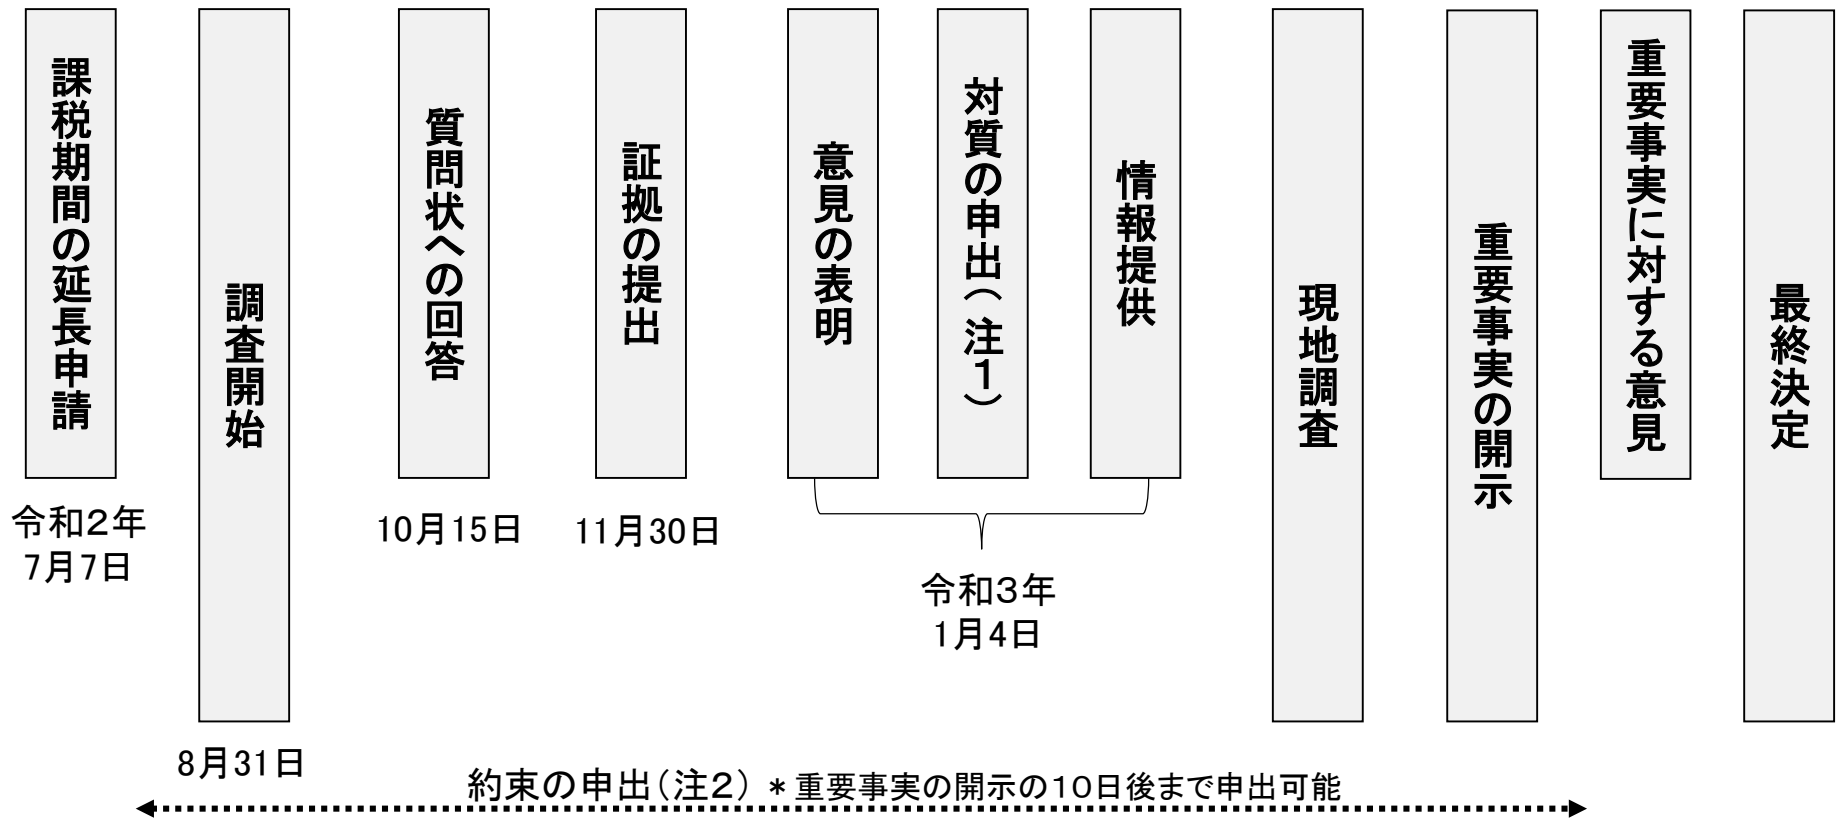 課税期間の延長申請
調査開始
質問状への回答
証拠の提出
意見の表明
対質の申出（注１）
情報提供
現地調査
重要事実の開示
重要事実に対する意見
最終決定
令和２年
7月7日
8月31日
10月15日
11月30日
令和３年
1月4日
約束の申出（注２）＊重要事実の開示の１０日後まで申出可能